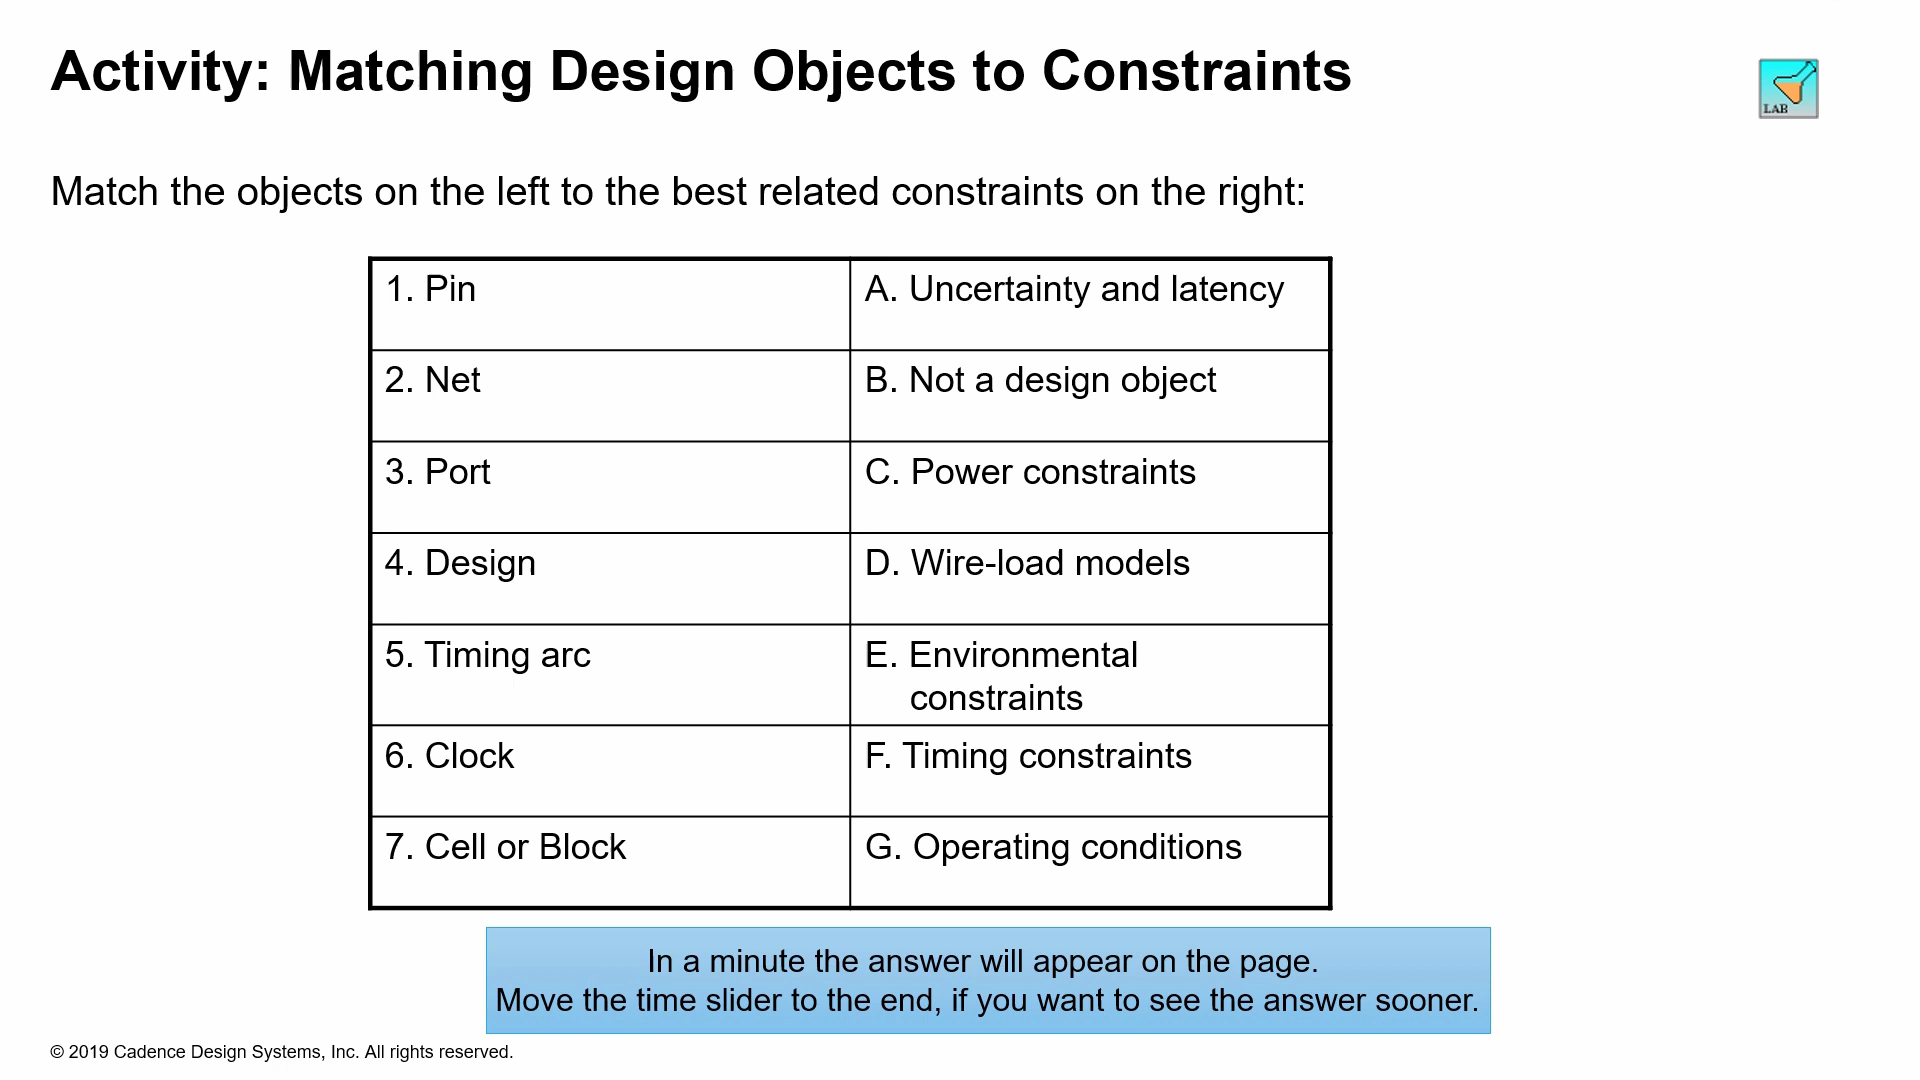 Activity: Matching Design Objects to Constraints
LAB
Match the objects on the left to the best related constraints on the right:
1. Pin
A. Uncertainty and latency
2. Net
B. Not a design object
3. Port
C. Power constraints
4. Design
D. Wire-load models
5. Timing arc
E. Environmental
constraints
6. Clock
F. Timing constraints
7. Cell or Block
G. Operating conditions
In a minute the answer will appear on the page.
Move the time slider to the end, if you want to see the answer sooner.
© 2019 Cadence Design Systems, Inc. All rights reserved.